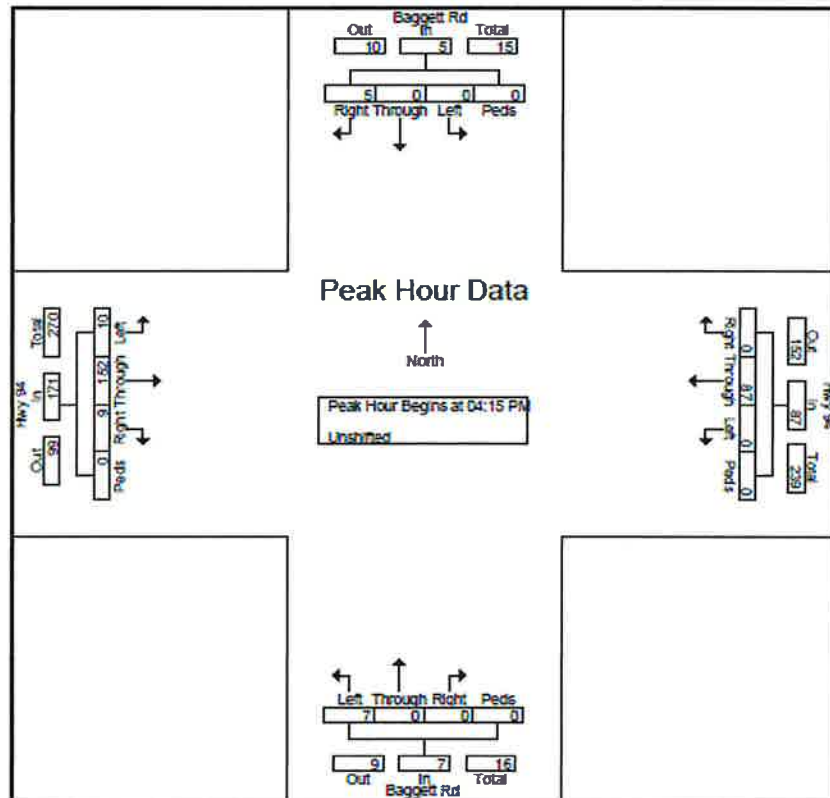 Baggett Rd
Out In Total
10 5 15
5 0 0 0
Right Through Left Peds
Peak Hour Data
North
Peak Hour Begins at 04:15 PM
Unshifted
Hwy 94
Total In Out
270 171 99
10 152 9 0
Left Through Right Peds
Hwy 94
Out In Total
152 87 239
0 87 0 0
Right Through Left Peds
Left Through Right Peds
7 0 0 0
9 7 16
Out In Total
Baggett Rd